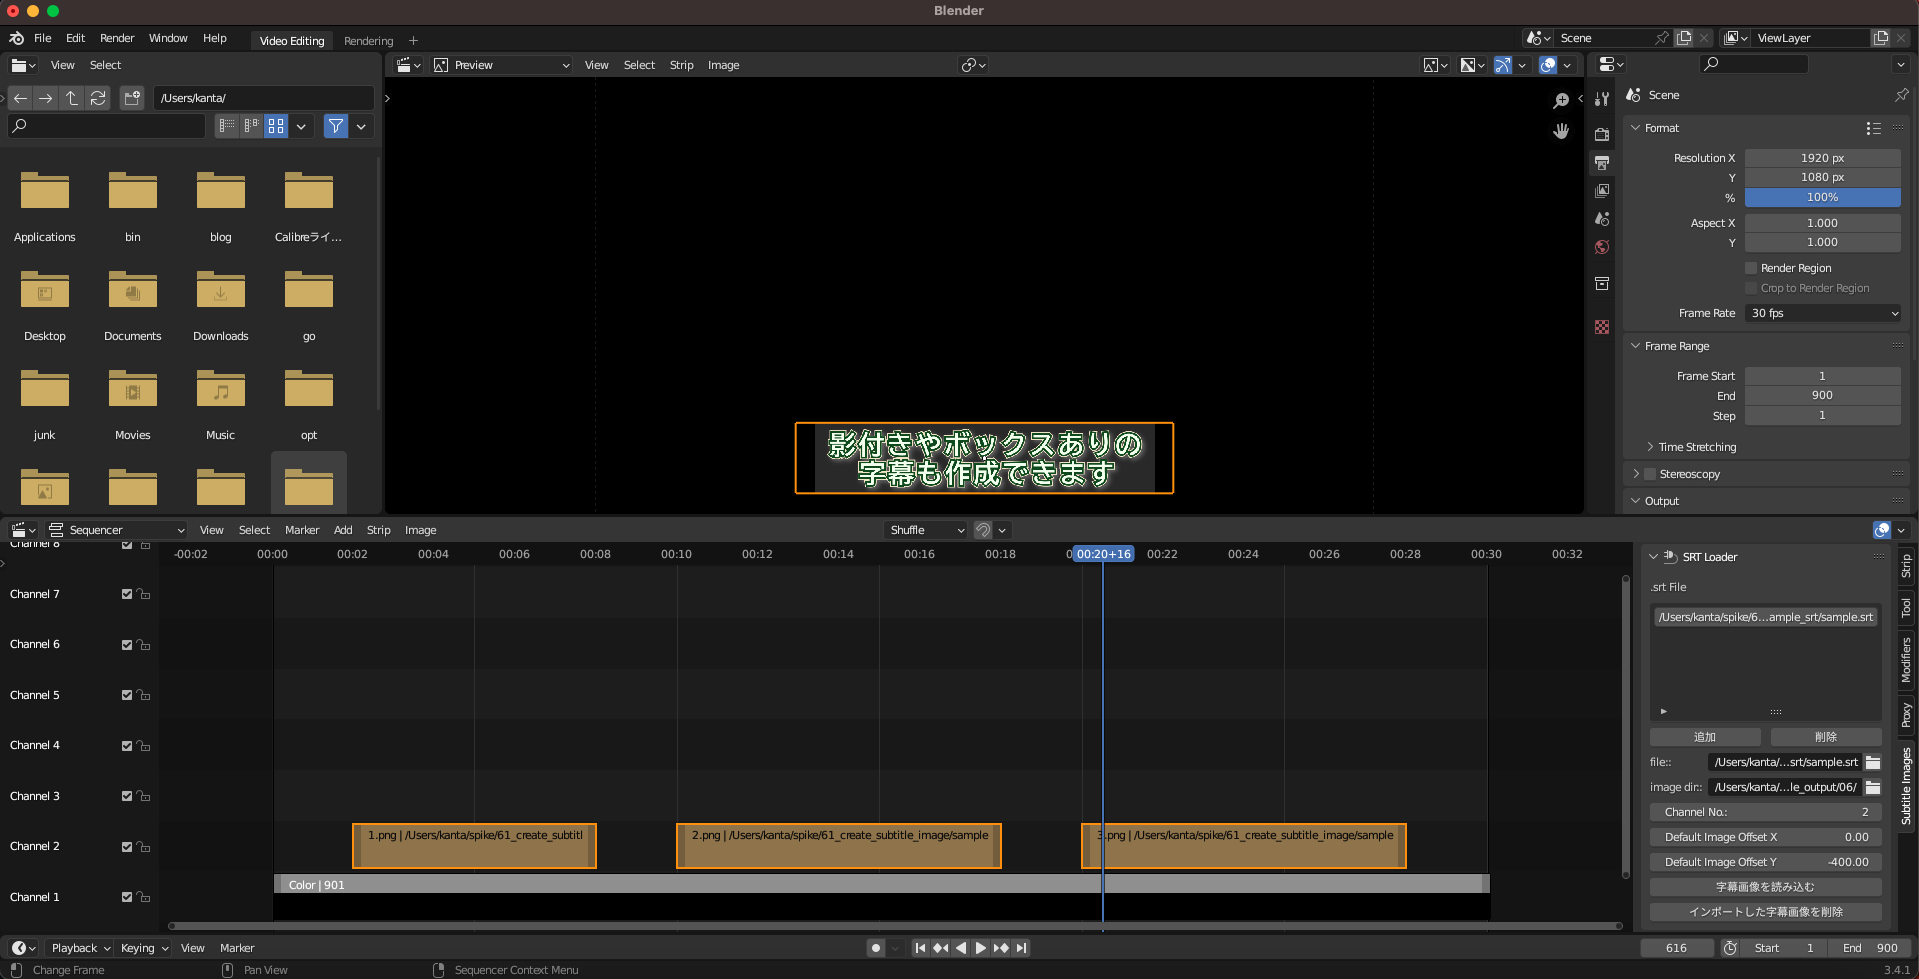 Blender
File Edit Render Window Help
Video Editing Rendering +
Scene
ViewLayer
View Select
/Users/kanta/
Applications bin blog Calibreライ...
Desktop Documents Downloads go
junk Movies Music opt
Preview View Select Strip Image
影付きやボックスありの
字幕も作成できます
Scene
Format
Resolution X 1920 px
Y 1080 px
% 100%
Aspect X 1.000
Y 1.000
Render Region
Crop to Render Region
Frame Rate 30 fps
Frame Range
Frame Start 1
End 900
Step 1
Time Stretching
Stereoscopy
Output
Sequencer View Select Marker Add Strip Image
Shuffle
-00:02 00:00 00:02 00:04 00:06 00:08 00:10 00:12 00:14 00:16 00:18 00:20+16 00:22 00:24 00:26 00:28 00:30 00:32
Channel 8
Channel 7
Channel 6
Channel 5
Channel 4
Channel 3
Channel 2
1.png | /Users/kanta/spike/61_create_subtitl
2.png | /Users/kanta/spike/61_create_subtitle_image/sample
3.png | /Users/kanta/spike/61_create_subtitle_image/sample
Channel 1
Color | 901
SRT Loader
.srt File
/Users/kanta/spike/6...ample_srt/sample.srt
追加 削除
file:: /Users/kanta/...srt/sample.srt
image dir:: /Users/kanta/...le_output/06/
Channel No.: 2
Default Image Offset X 0.00
Default Image Offset Y -400.00
字幕画像を読み込む
インポートした字幕画像を削除
Strip
Tool
Modifiers
Proxy
Subtitle Images
Playback Keying View Marker
616 Start 1 End 900
Change Frame Pan View Sequencer Context Menu 3.4.1